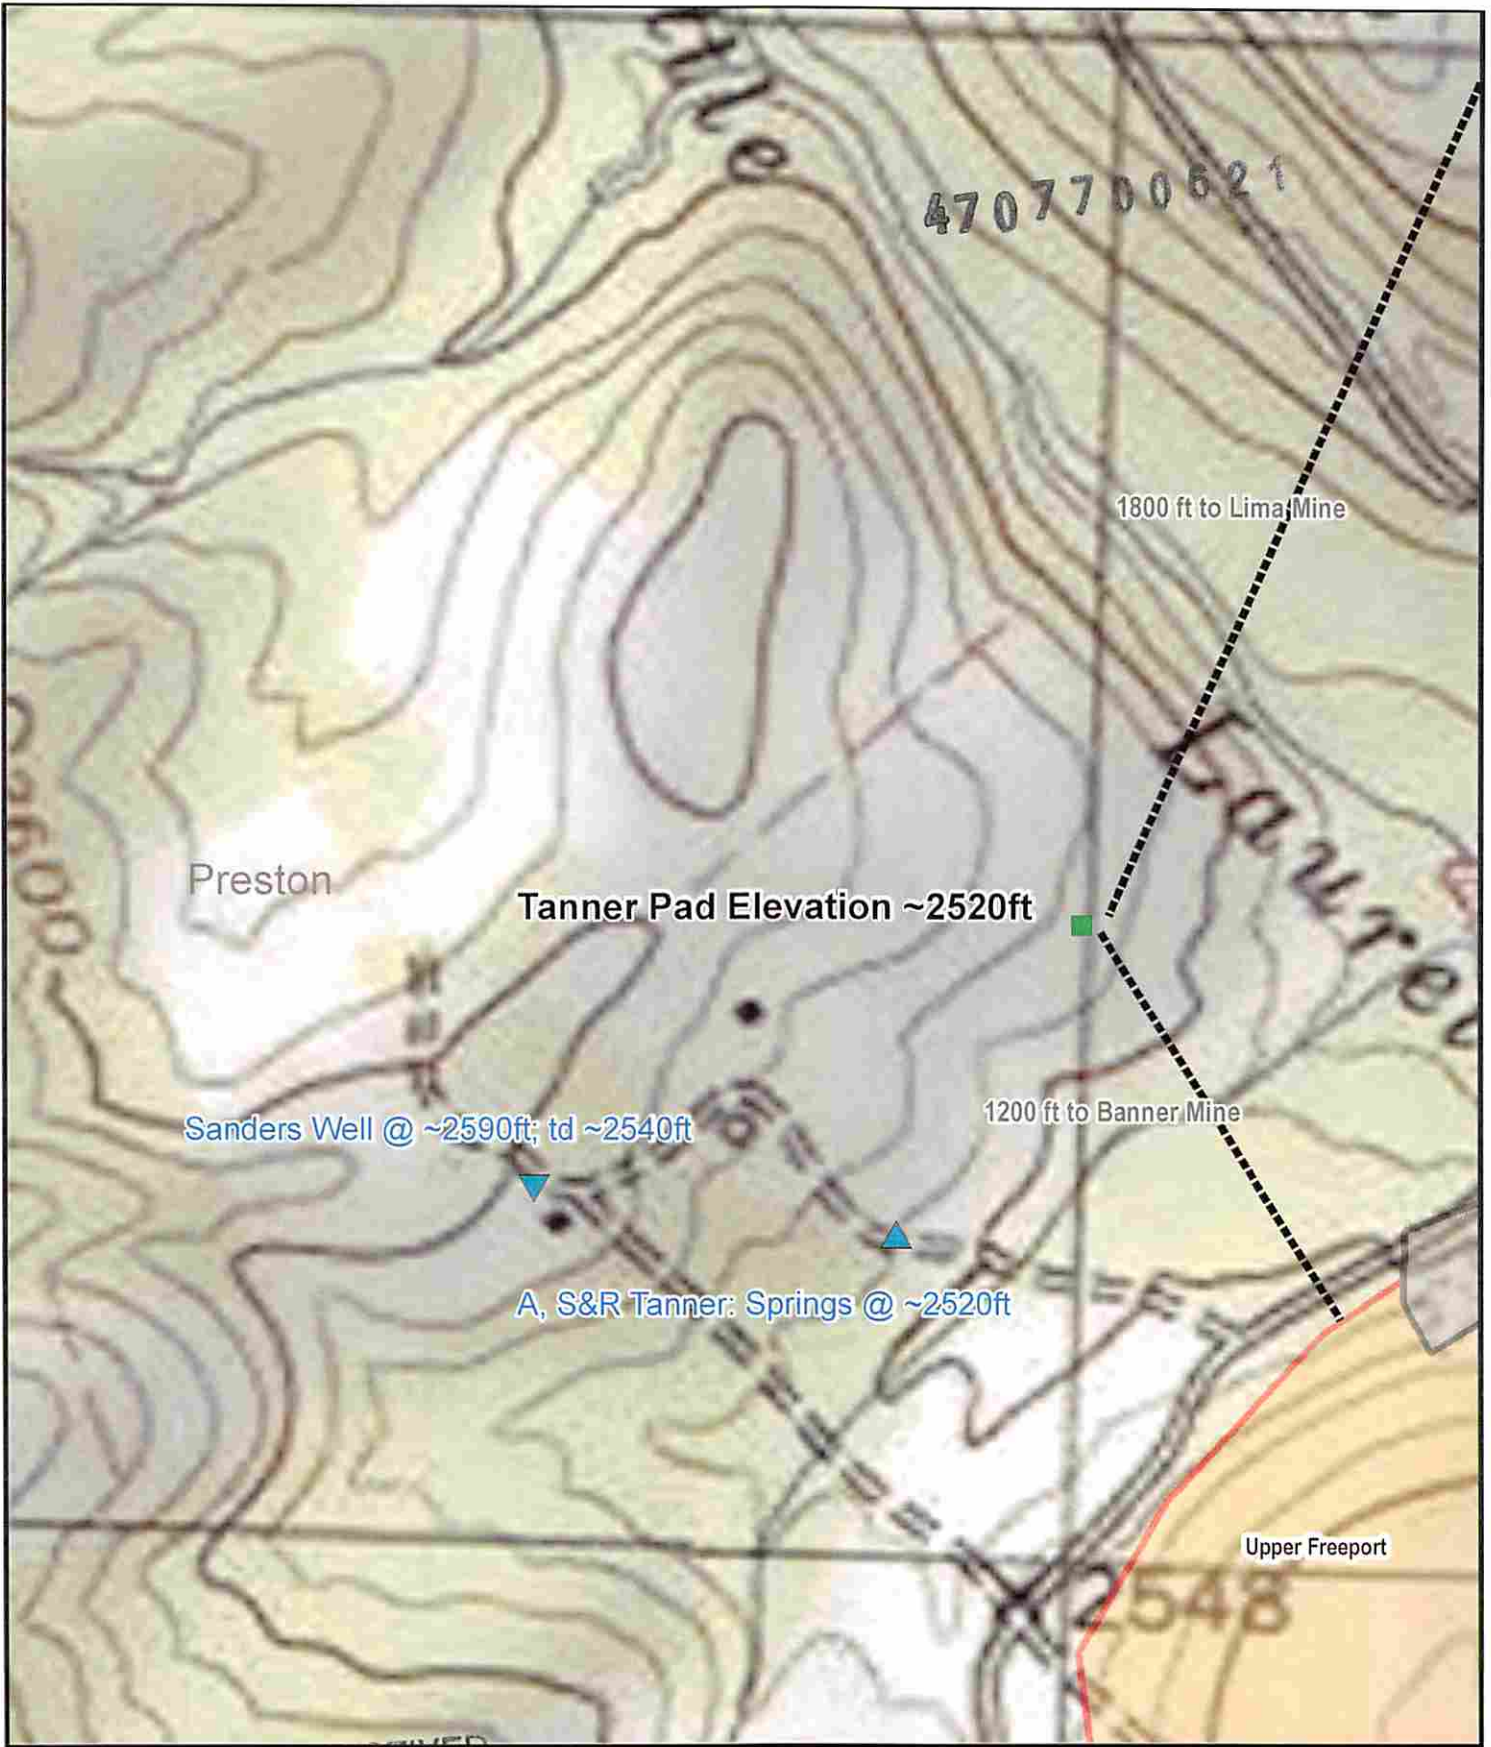 ttle
4707700621
1800 ft to Lima Mine
Laurel
Preston
2600
Tanner Pad Elevation ~2520ft
1200 ft to Banner Mine
Sanders Well @ ~2590ft; td ~2540ft
A, S&R Tanner: Springs @ ~2520ft
Upper Freeport
2548